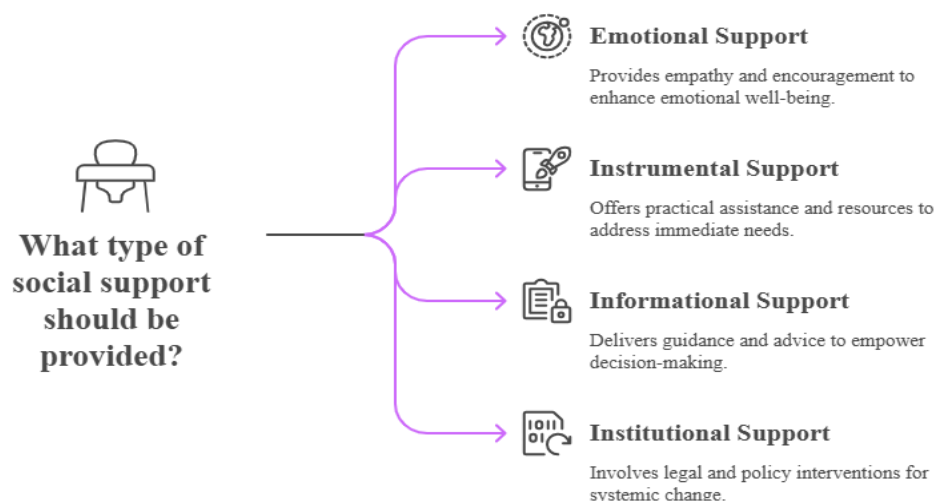 What type of
social support
should be
provided?
Emotional Support
Provides empathy and encouragement to
enhance emotional well-being.
Instrumental Support
Offers practical assistance and resources to
address immediate needs.
Informational Support
Delivers guidance and advice to empower
decision-making.
Institutional Support
Involves legal and policy interventions for
systemic change.